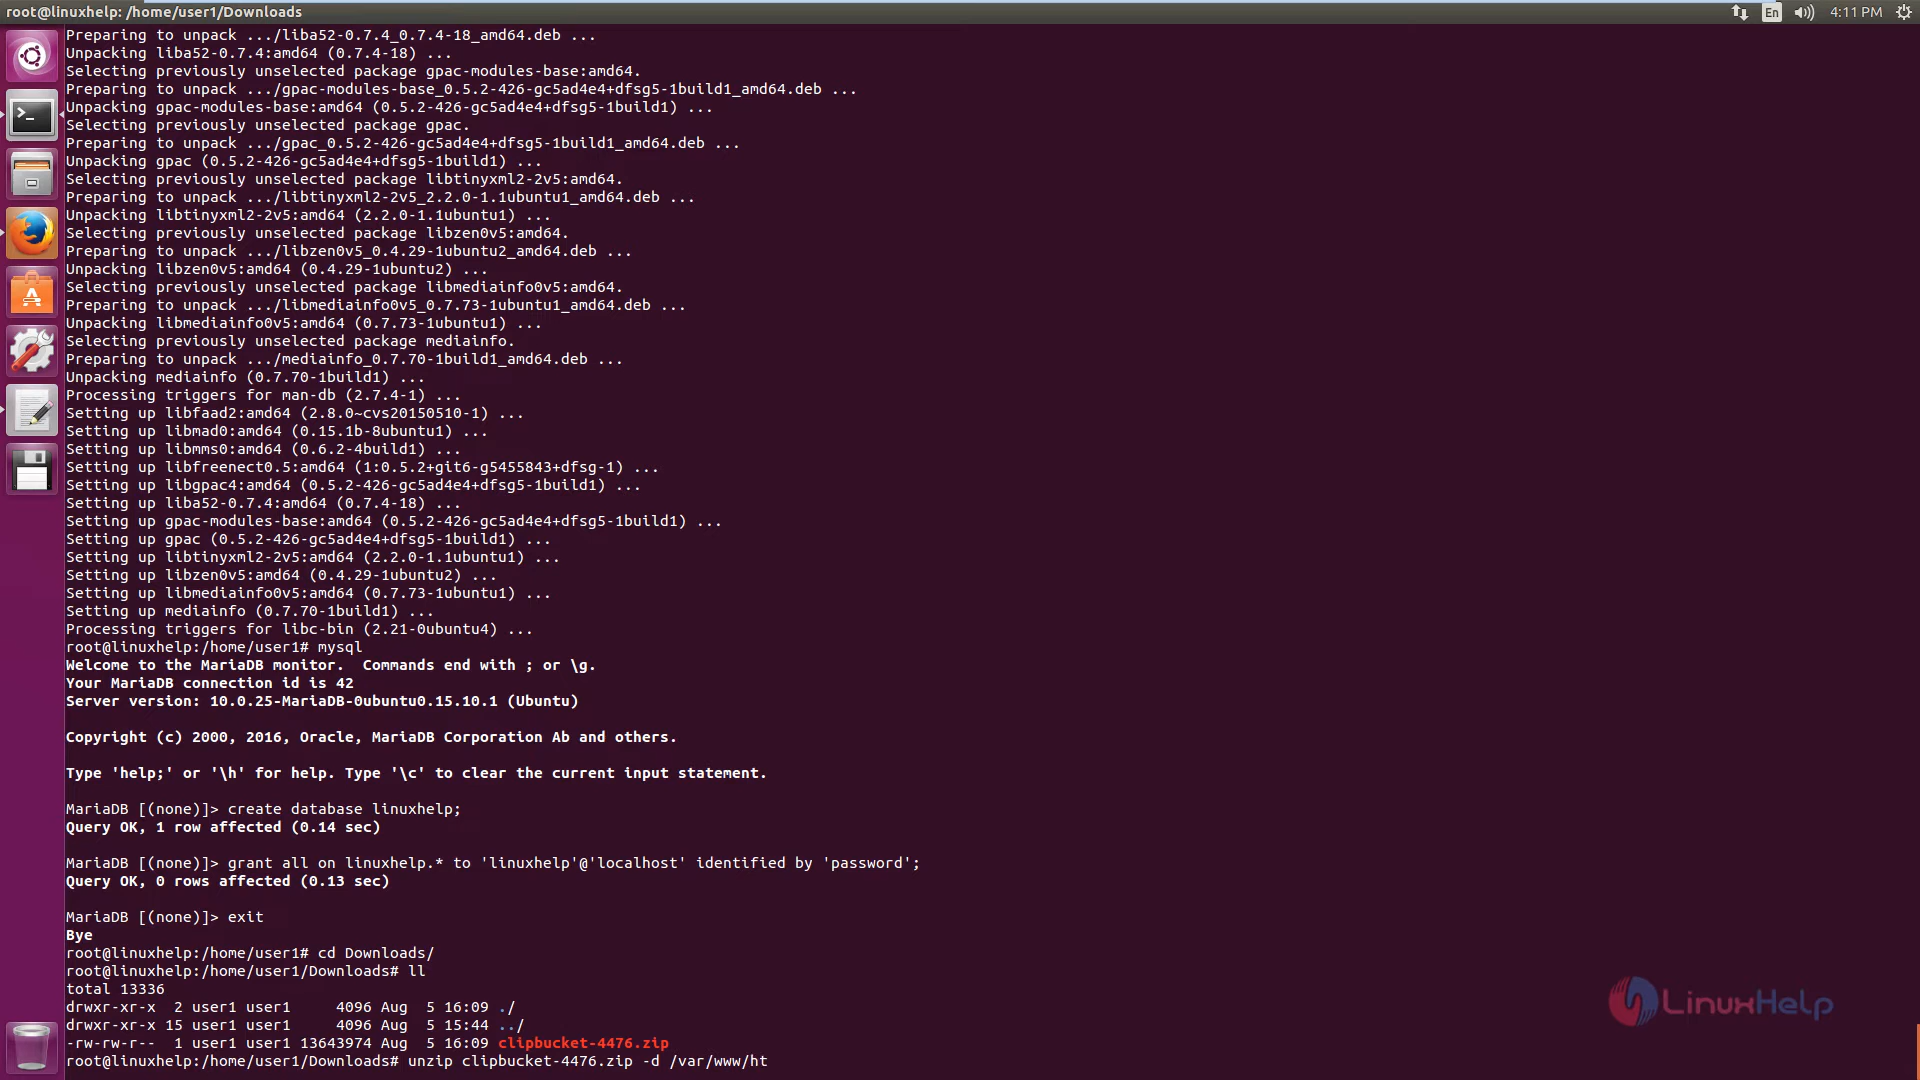 root@linuxhelp: /home/user1/Downloads
En
4:11 PM
Preparing to unpack .../liba52-0.7.4_0.7.4-18_amd64.deb ...
Unpacking liba52-0.7.4:amd64 (0.7.4-18) ...
Selecting previously unselected package gpac-modules-base:amd64.
Preparing to unpack .../gpac-modules-base_0.5.2-426-gc5ad4e4+dfsg5-1build1_amd64.deb ...
Unpacking gpac-modules-base:amd64 (0.5.2-426-gc5ad4e4+dfsg5-1build1) ...
Selecting previously unselected package gpac.
Preparing to unpack .../gpac_0.5.2-426-gc5ad4e4+dfsg5-1build1_amd64.deb ...
Unpacking gpac (0.5.2-426-gc5ad4e4+dfsg5-1build1) ...
Selecting previously unselected package libtinyxml2-2v5:amd64.
Preparing to unpack .../libtinyxml2-2v5_2.2.0-1.1ubuntu1_amd64.deb ...
Unpacking libtinyxml2-2v5:amd64 (2.2.0-1.1ubuntu1) ...
Selecting previously unselected package libzen0v5:amd64.
Preparing to unpack .../libzen0v5_0.4.29-1ubuntu2_amd64.deb ...
Unpacking libzen0v5:amd64 (0.4.29-1ubuntu2) ...
Selecting previously unselected package libmediainfo0v5:amd64.
Preparing to unpack .../libmediainfo0v5_0.7.73-1ubuntu1_amd64.deb ...
Unpacking libmediainfo0v5:amd64 (0.7.73-1ubuntu1) ...
Selecting previously unselected package mediainfo.
Preparing to unpack .../mediainfo_0.7.70-1build1_amd64.deb ...
Unpacking mediainfo (0.7.70-1build1) ...
Processing triggers for man-db (2.7.4-1) ...
Setting up libfaad2:amd64 (2.8.0~cvs20150510-1) ...
Setting up libmad0:amd64 (0.15.1b-8ubuntu1) ...
Setting up libmms0:amd64 (0.6.2-4build1) ...
Setting up libfreenect0.5:amd64 (1:0.5.2+git6-g5455843+dfsg-1) ...
Setting up libgpac4:amd64 (0.5.2-426-gc5ad4e4+dfsg5-1build1) ...
Setting up liba52-0.7.4:amd64 (0.7.4-18) ...
Setting up gpac-modules-base:amd64 (0.5.2-426-gc5ad4e4+dfsg5-1build1) ...
Setting up gpac (0.5.2-426-gc5ad4e4+dfsg5-1build1) ...
Setting up libtinyxml2-2v5:amd64 (2.2.0-1.1ubuntu1) ...
Setting up libzen0v5:amd64 (0.4.29-1ubuntu2) ...
Setting up libmediainfo0v5:amd64 (0.7.73-1ubuntu1) ...
Setting up mediainfo (0.7.70-1build1) ...
Processing triggers for libc-bin (2.21-0ubuntu4) ...
root@linuxhelp:/home/user1# mysql
Welcome to the MariaDB monitor.  Commands end with ; or \g.
Your MariaDB connection id is 42
Server version: 10.0.25-MariaDB-0ubuntu0.15.10.1 (Ubuntu)
Copyright (c) 2000, 2016, Oracle, MariaDB Corporation Ab and others.
Type 'help;' or '\h' for help. Type '\c' to clear the current input statement.
MariaDB [(none)]> create database linuxhelp;
Query OK, 1 row affected (0.14 sec)
MariaDB [(none)]> grant all on linuxhelp.* to 'linuxhelp'@'localhost' identified by 'password';
Query OK, 0 rows affected (0.13 sec)
MariaDB [(none)]> exit
Bye
root@linuxhelp:/home/user1# cd Downloads/
root@linuxhelp:/home/user1/Downloads# ll
total 13336
drwxr-xr-x  2 user1 user1     4096 Aug  5 16:09 ./
drwxr-xr-x 15 user1 user1     4096 Aug  5 15:44 ../
-rw-rw-r--  1 user1 user1 13643974 Aug  5 16:09 clipbucket-4476.zip
root@linuxhelp:/home/user1/Downloads# unzip clipbucket-4476.zip -d /var/www/ht
LinuxHelp